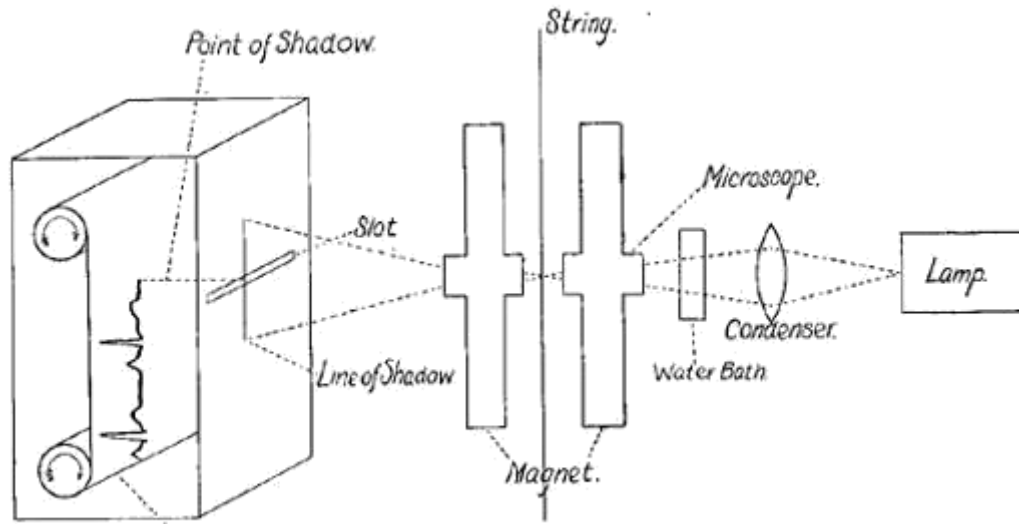 String.
Point of Shadow.
Microscope.
Slot
Lamp.
Condenser.
Line of Shadow
Water Bath
Magnet.